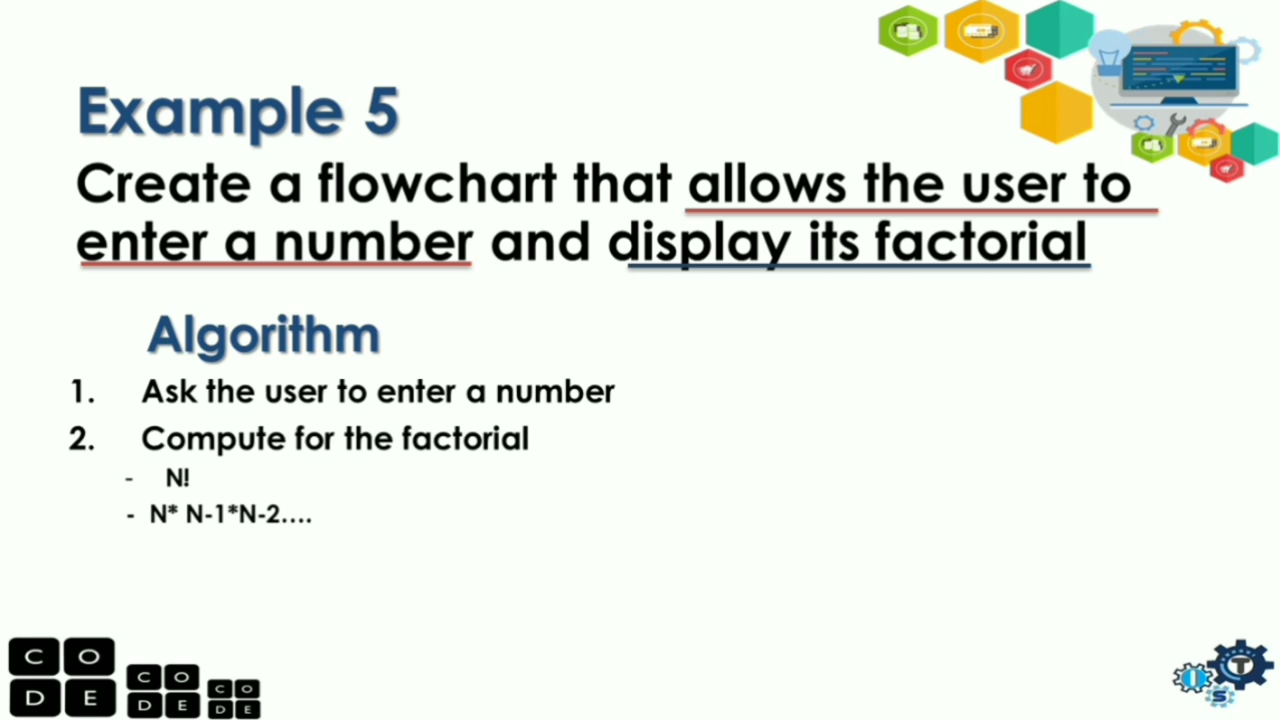 Example 5
Create a flowchart that allows the user to
enter a number and display its factorial
Algorithm
1. Ask the user to enter a number
2. Compute for the factorial
- N!
- N* N-1*N-2....
C O
D E
C O
D E
C O
D E
I T
S